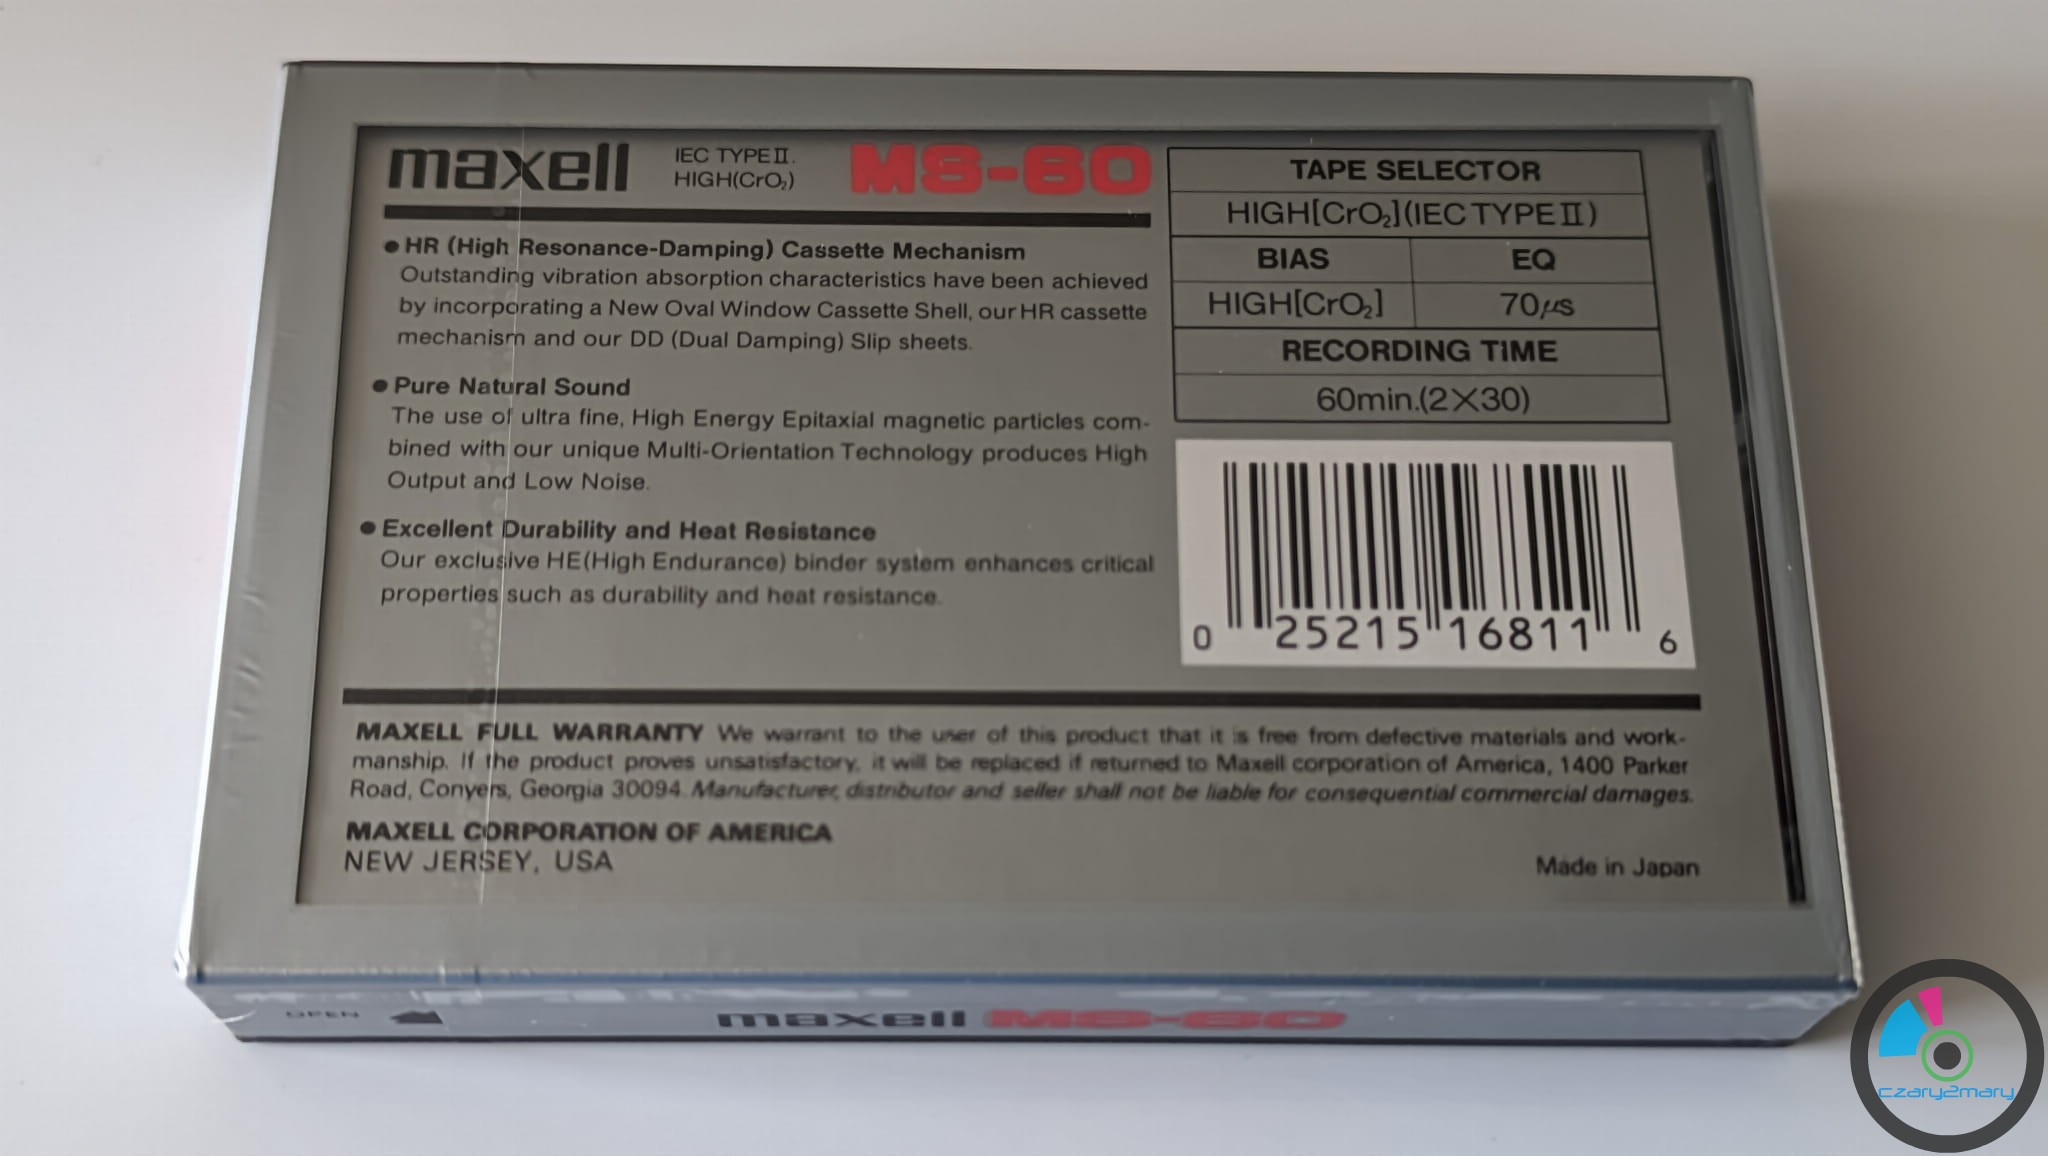 maxell IEC TYPE II. MS-60
HIGH(CrO₂)
● HR (High Resonance-Damping) Cassette Mechanism
Outstanding vibration absorption characteristics have been achieved
by incorporating a New Oval Window Cassette Shell, our HR cassette
mechanism and our DD (Dual Damping) Slip sheets.
● Pure Natural Sound
The use of ultra fine, High Energy Epitaxial magnetic particles com-
bined with our unique Multi-Orientation Technology produces High
Output and Low Noise.
● Excellent Durability and Heat Resistance
Our exclusive HE(High Endurance) binder system enhances critical
properties such as durability and heat resistance.
TAPE SELECTOR
HIGH[CrO₂](IEC TYPE II)
BIAS EQ
HIGH[CrO₂] 70μs
RECORDING TIME
60min.(2×30)
0 25215 16811 6
MAXELL FULL WARRANTY We warrant to the user of this product that it is free from defective materials and work-
manship. If the product proves unsatisfactory, it will be replaced if returned to Maxell corporation of America, 1400 Parker
Road, Conyers, Georgia 30094. Manufacturer, distributor and seller shall not be liable for consequential commercial damages.
MAXELL CORPORATION OF AMERICA
NEW JERSEY, USA
Made in Japan
OPEN maxell MS-60
czary2mary